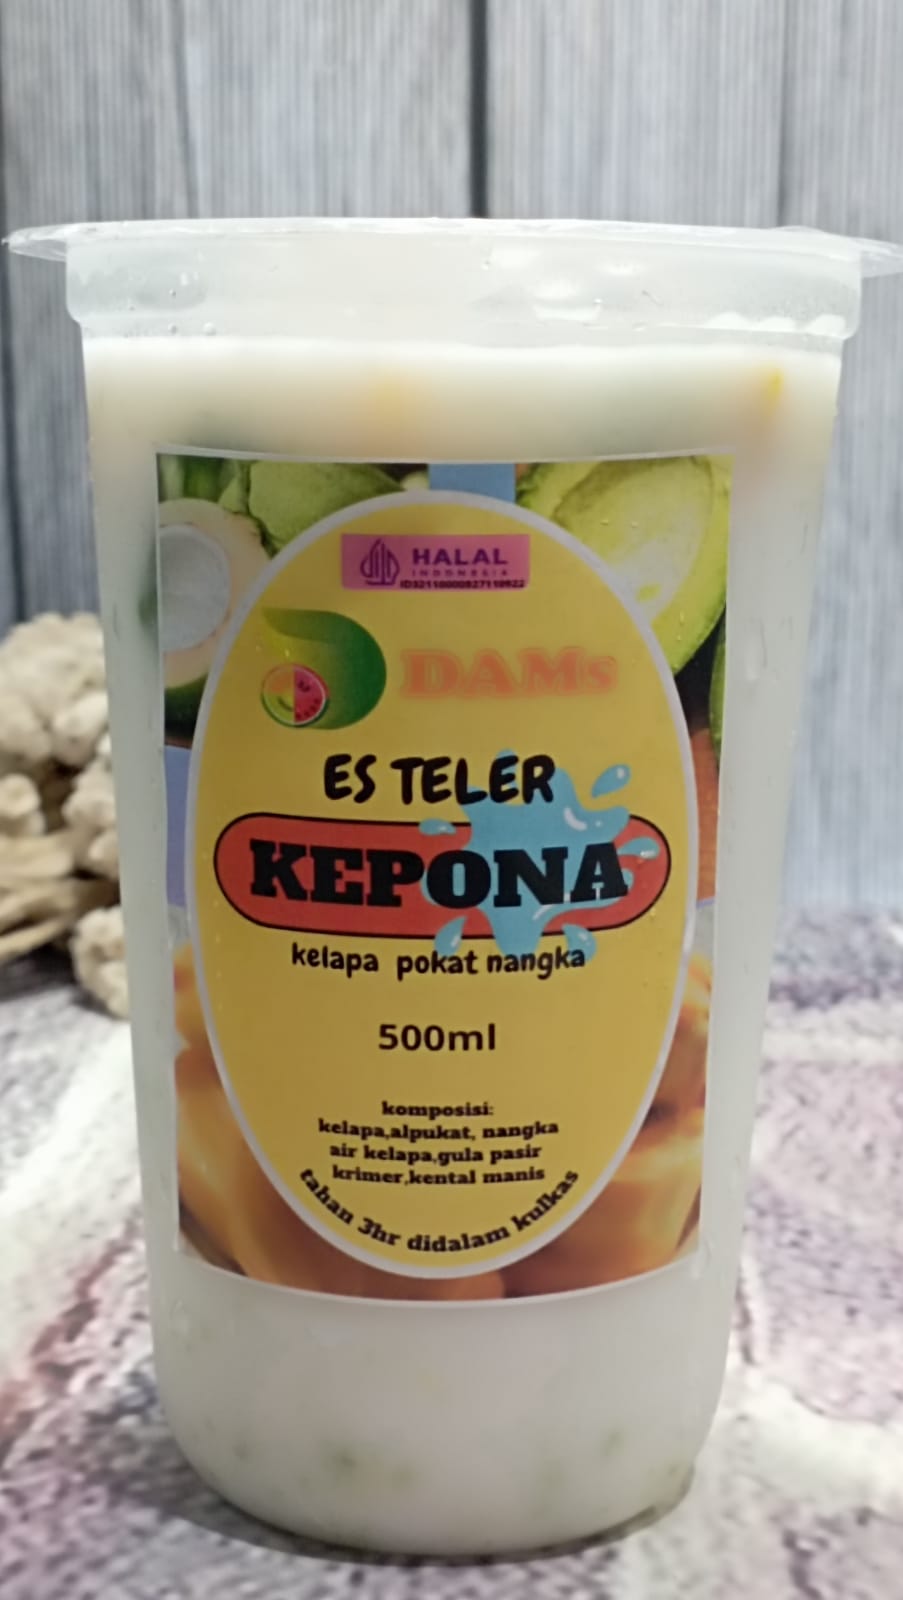 HALAL
INDONESIA
ID32110000927110922
DAMs
ES TELER
KEPONA
kelapa pokat nangka
500ml
komposisi:
kelapa,alpukat, nangka
air kelapa,gula pasir
krimer,kental manis
tahan 3hr didalam kulkas